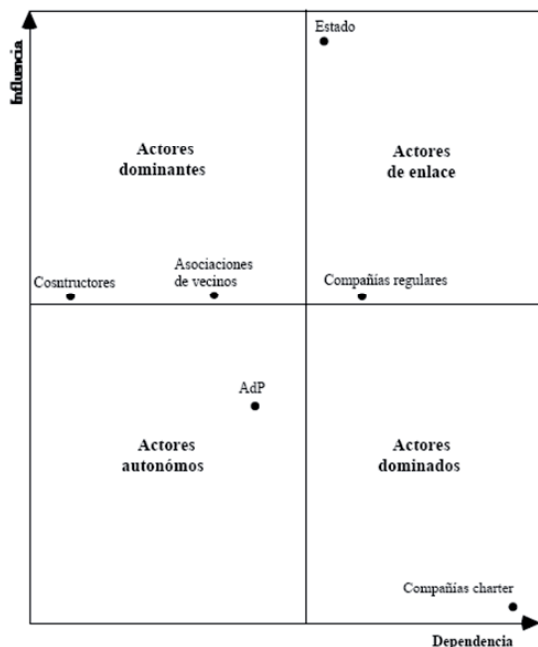 Influencia
Estado
Actores
dominantes
Actores
de enlace
Cosntructores
Asociaciones
de vecinos
Compañías regulares
AdP
Actores
autonómos
Actores
dominados
Compañías charter
Dependencia